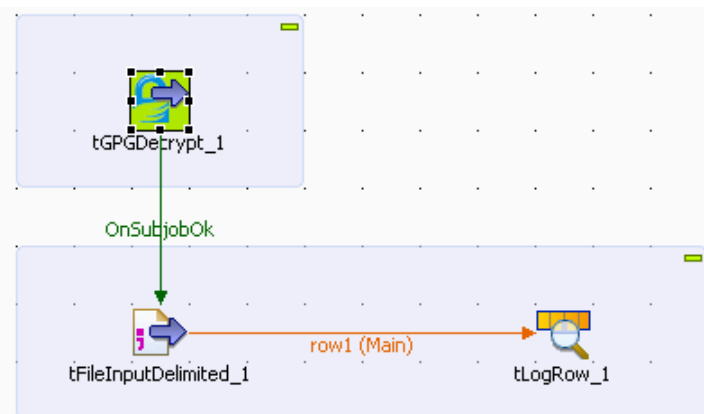 tGPGDecrypt_1
OnSubjobOk
row1 (Main)
tFileInputDelimited_1
tLogRow_1